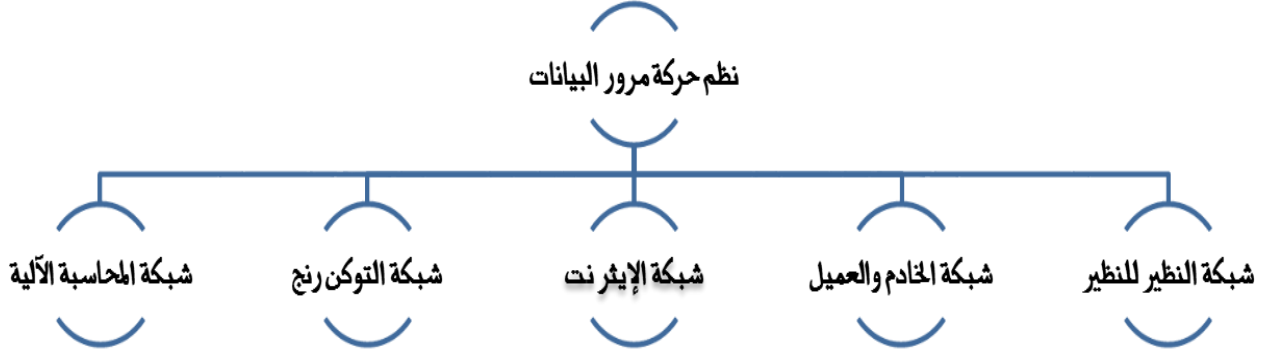 نظم حركة مرور البيانات
شبكة النظير للنظير
شبكة الخادم والعميل
شبكة الإيثر نت
شبكة التوكن رنج
شبكة المحاسبة الآلية